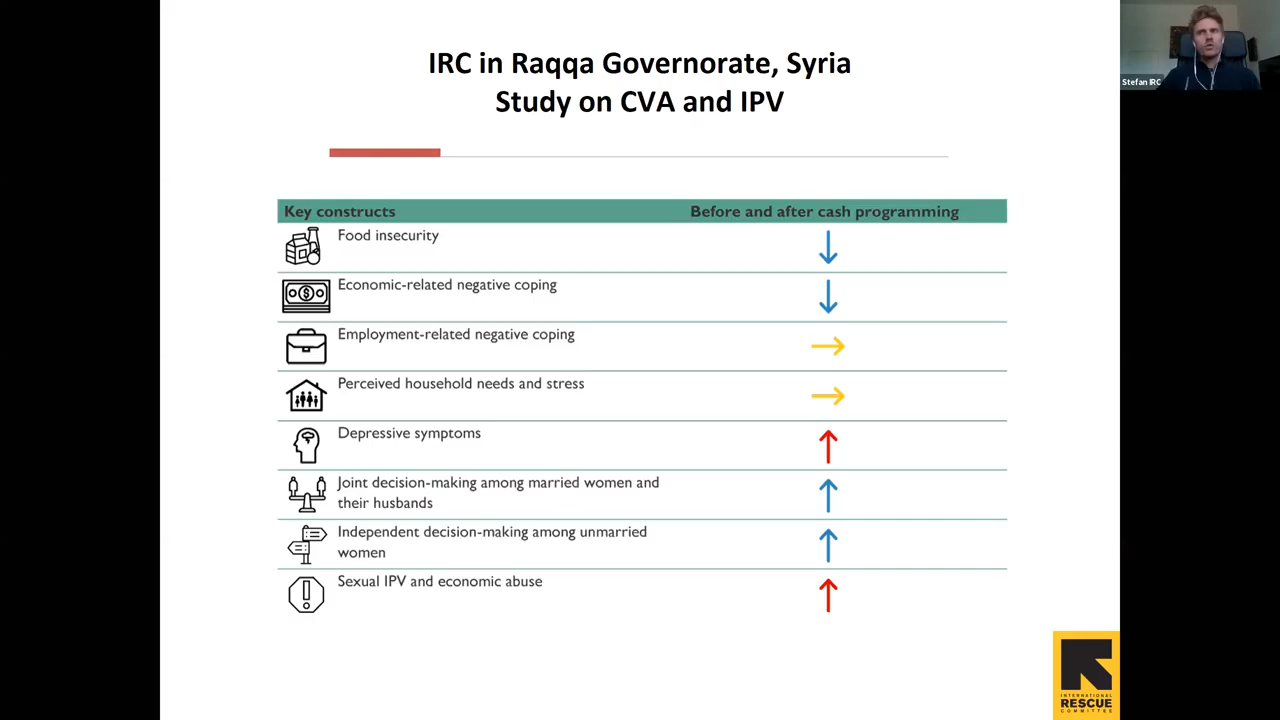 IRC in Raqqa Governorate, Syria
Study on CVA and IPV
Stefan IRC
Key constructs
Before and after cash programming
Food insecurity
Economic-related negative coping
Employment-related negative coping
Perceived household needs and stress
Depressive symptoms
Joint decision-making among married women and
their husbands
Independent decision-making among unmarried
women
Sexual IPV and economic abuse
INTERNATIONAL
RESCUE
COMMITTEE